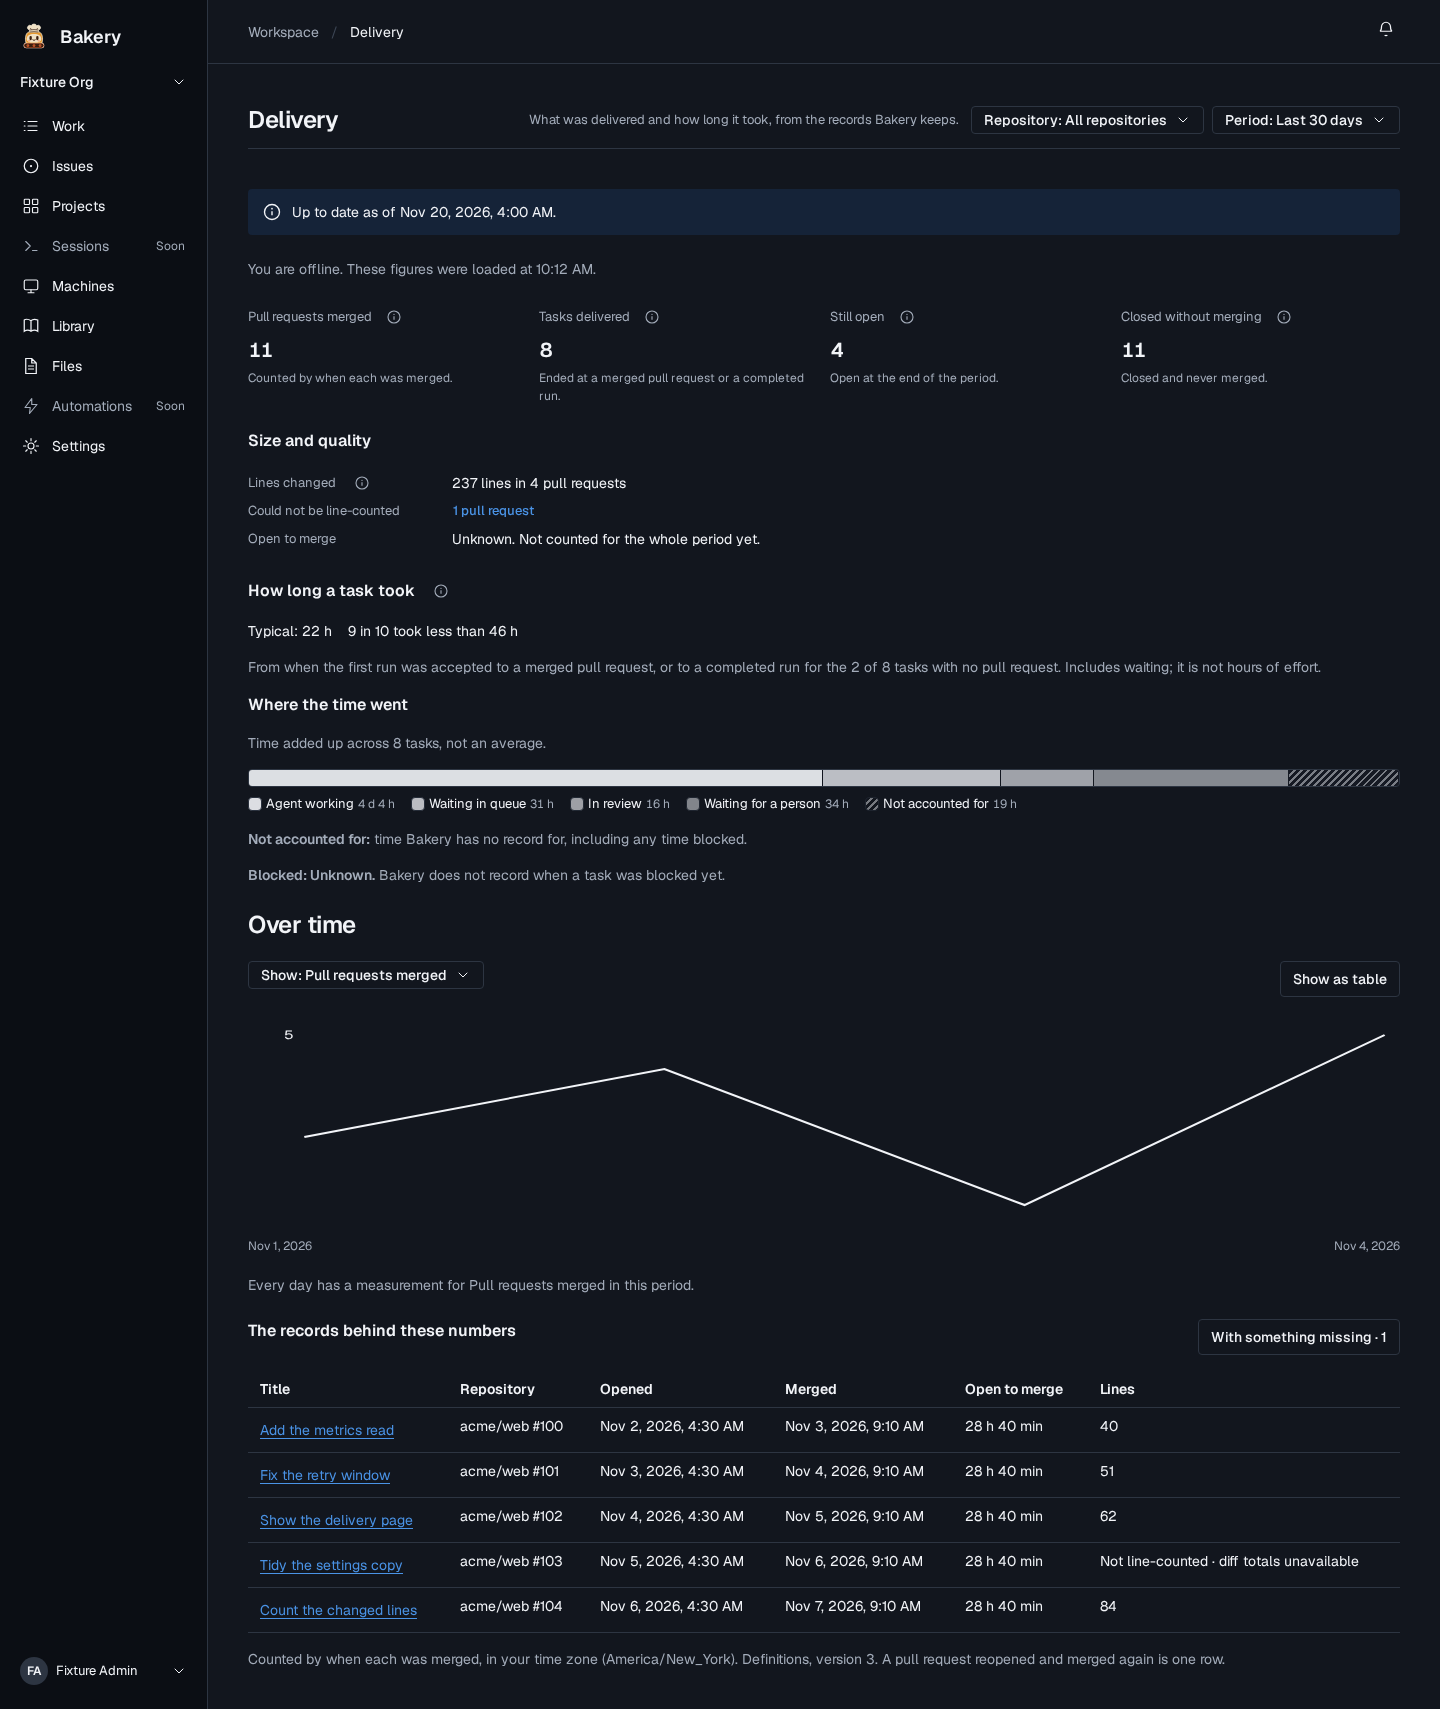 Bakery
Fixture Org
Work
Issues
Projects
Sessions Soon
Machines
Library
Files
Automations Soon
Settings
FA Fixture Admin
Workspace / Delivery
Delivery
What was delivered and how long it took, from the records Bakery keeps.
Repository: All repositories
Period: Last 30 days
Up to date as of Nov 20, 2026, 4:00 AM.
You are offline. These figures were loaded at 10:12 AM.
Pull requests merged
11
Counted by when each was merged.
Tasks delivered
8
Ended at a merged pull request or a completed
run.
Still open
4
Open at the end of the period.
Closed without merging
11
Closed and never merged.
Size and quality
Lines changed 237 lines in 4 pull requests
Could not be line-counted 1 pull request
Open to merge Unknown. Not counted for the whole period yet.
How long a task took
Typical: 22 h 9 in 10 took less than 46 h
From when the first run was accepted to a merged pull request, or to a completed run for the 2 of 8 tasks with no pull request. Includes waiting; it is not hours of effort.
Where the time went
Time added up across 8 tasks, not an average.
Agent working 4 d 4 h Waiting in queue 31 h In review 16 h Waiting for a person 34 h Not accounted for 19 h
Not accounted for: time Bakery has no record for, including any time blocked.
Blocked: Unknown. Bakery does not record when a task was blocked yet.
Over time
Show: Pull requests merged
Show as table
5
Nov 1, 2026 Nov 4, 2026
Every day has a measurement for Pull requests merged in this period.
The records behind these numbers
With something missing · 1
Title Repository Opened Merged Open to merge Lines
Add the metrics read acme/web #100 Nov 2, 2026, 4:30 AM Nov 3, 2026, 9:10 AM 28 h 40 min 40
Fix the retry window acme/web #101 Nov 3, 2026, 4:30 AM Nov 4, 2026, 9:10 AM 28 h 40 min 51
Show the delivery page acme/web #102 Nov 4, 2026, 4:30 AM Nov 5, 2026, 9:10 AM 28 h 40 min 62
Tidy the settings copy acme/web #103 Nov 5, 2026, 4:30 AM Nov 6, 2026, 9:10 AM 28 h 40 min Not line-counted · diff totals unavailable
Count the changed lines acme/web #104 Nov 6, 2026, 4:30 AM Nov 7, 2026, 9:10 AM 28 h 40 min 84
Counted by when each was merged, in your time zone (America/New_York). Definitions, version 3. A pull request reopened and merged again is one row.